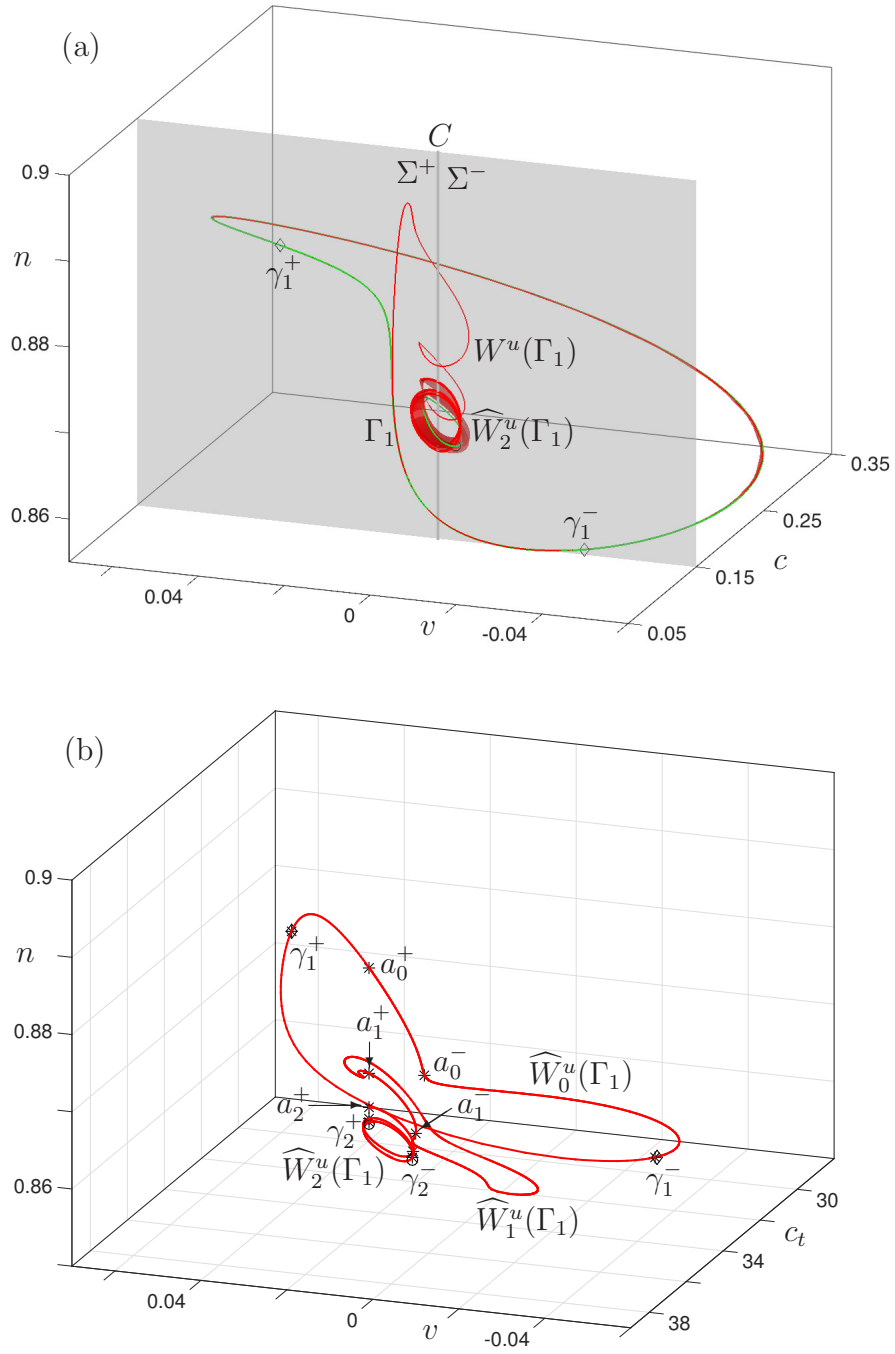 (a)
C
Σ⁺ Σ⁻
0.9
n
γ₁⁺
0.88
Wᵘ(Γ₁)
Γ₁
Ŵ₂ᵘ(Γ₁)
0.35
0.86
γ₁⁻
0.25
c
0.15
0.04
0
v
-0.04
0.05
(b)
0.9
n
γ₁⁺
a₀⁺
0.88
a₁⁺
a₀⁻
Ŵ₀ᵘ(Γ₁)
a₂⁺
a₁⁻
γ₂⁺
Ŵ₂ᵘ(Γ₁)
γ₂⁻
γ₁⁻
0.86
Ŵ₁ᵘ(Γ₁)
30
cₜ
34
0.04
0
v
-0.04
38